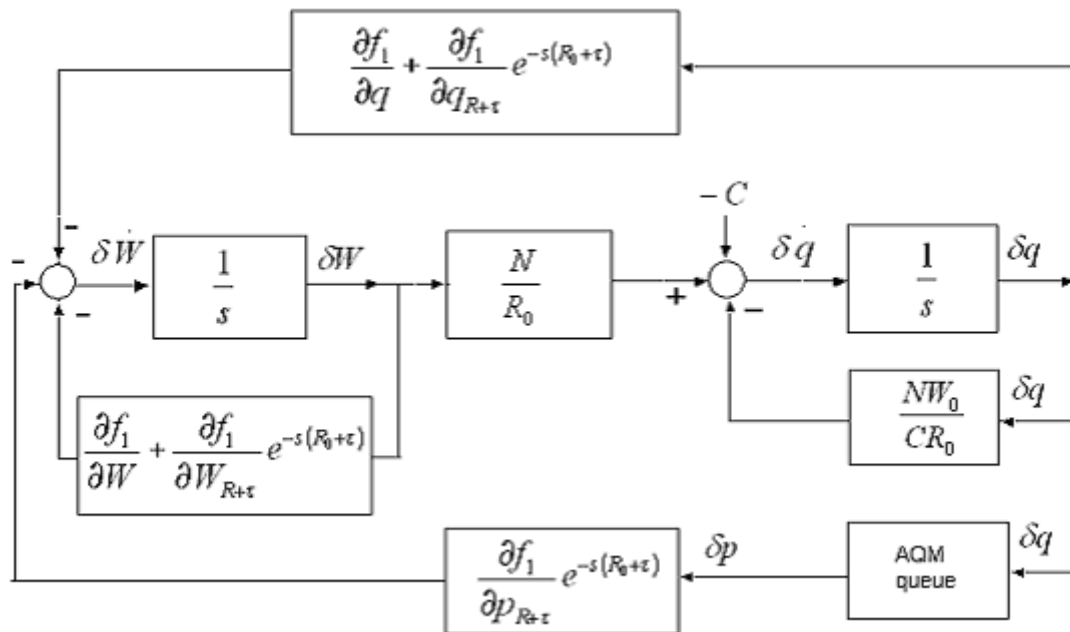 ∂f₁/∂q + ∂f₁/∂q_{R+τ} e^{-s(R₀+τ)}
-
-
-
δẆ
1/s
δW
N/R₀
+
-C
-
δq̇
1/s
δq
∂f₁/∂W + ∂f₁/∂W_{R+τ} e^{-s(R₀+τ)}
NW₀/CR₀
δq
∂f₁/∂p_{R+τ} e^{-s(R₀+τ)}
δp
AQM
queue
δq